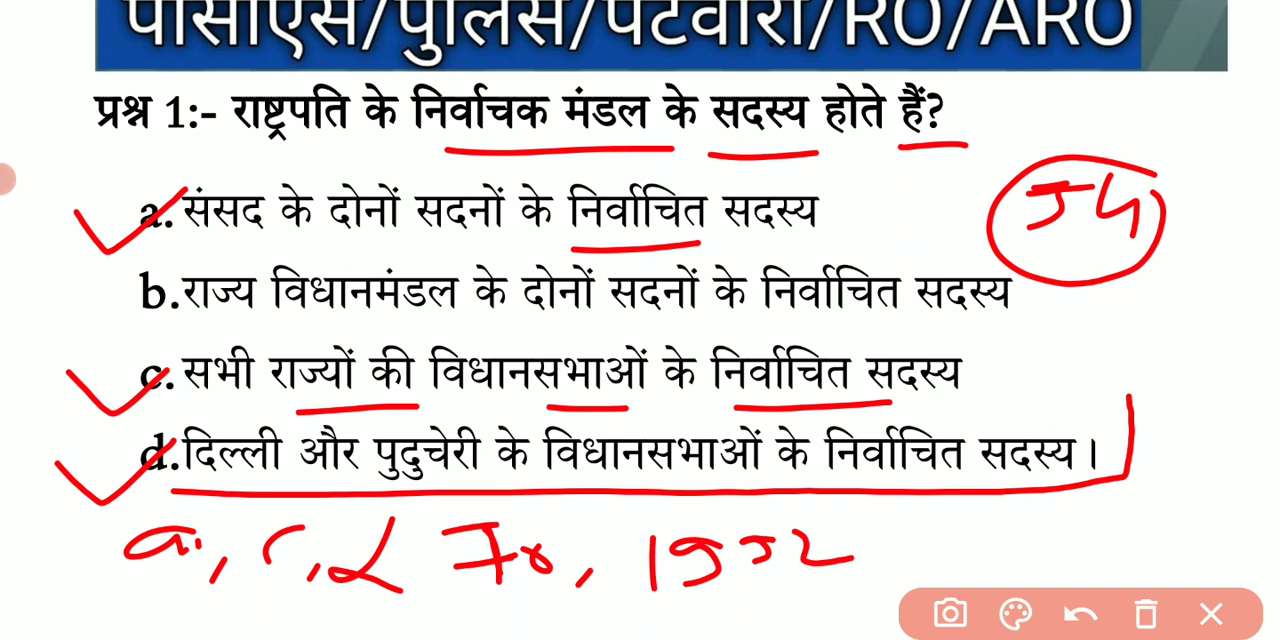 पीसीएस/पुलिस/पटवारी/RO/ARO
प्रश्न 1:- राष्ट्रपति के निर्वाचक मंडल के सदस्य होते हैं?
a. संसद के दोनों सदनों के निर्वाचित सदस्य
54
b. राज्य विधानमंडल के दोनों सदनों के निर्वाचित सदस्य
c. सभी राज्यों की विधानसभाओं के निर्वाचित सदस्य
d. दिल्ली और पुदुचेरी के विधानसभाओं के निर्वाचित सदस्य।
a, c, d 70, 1992